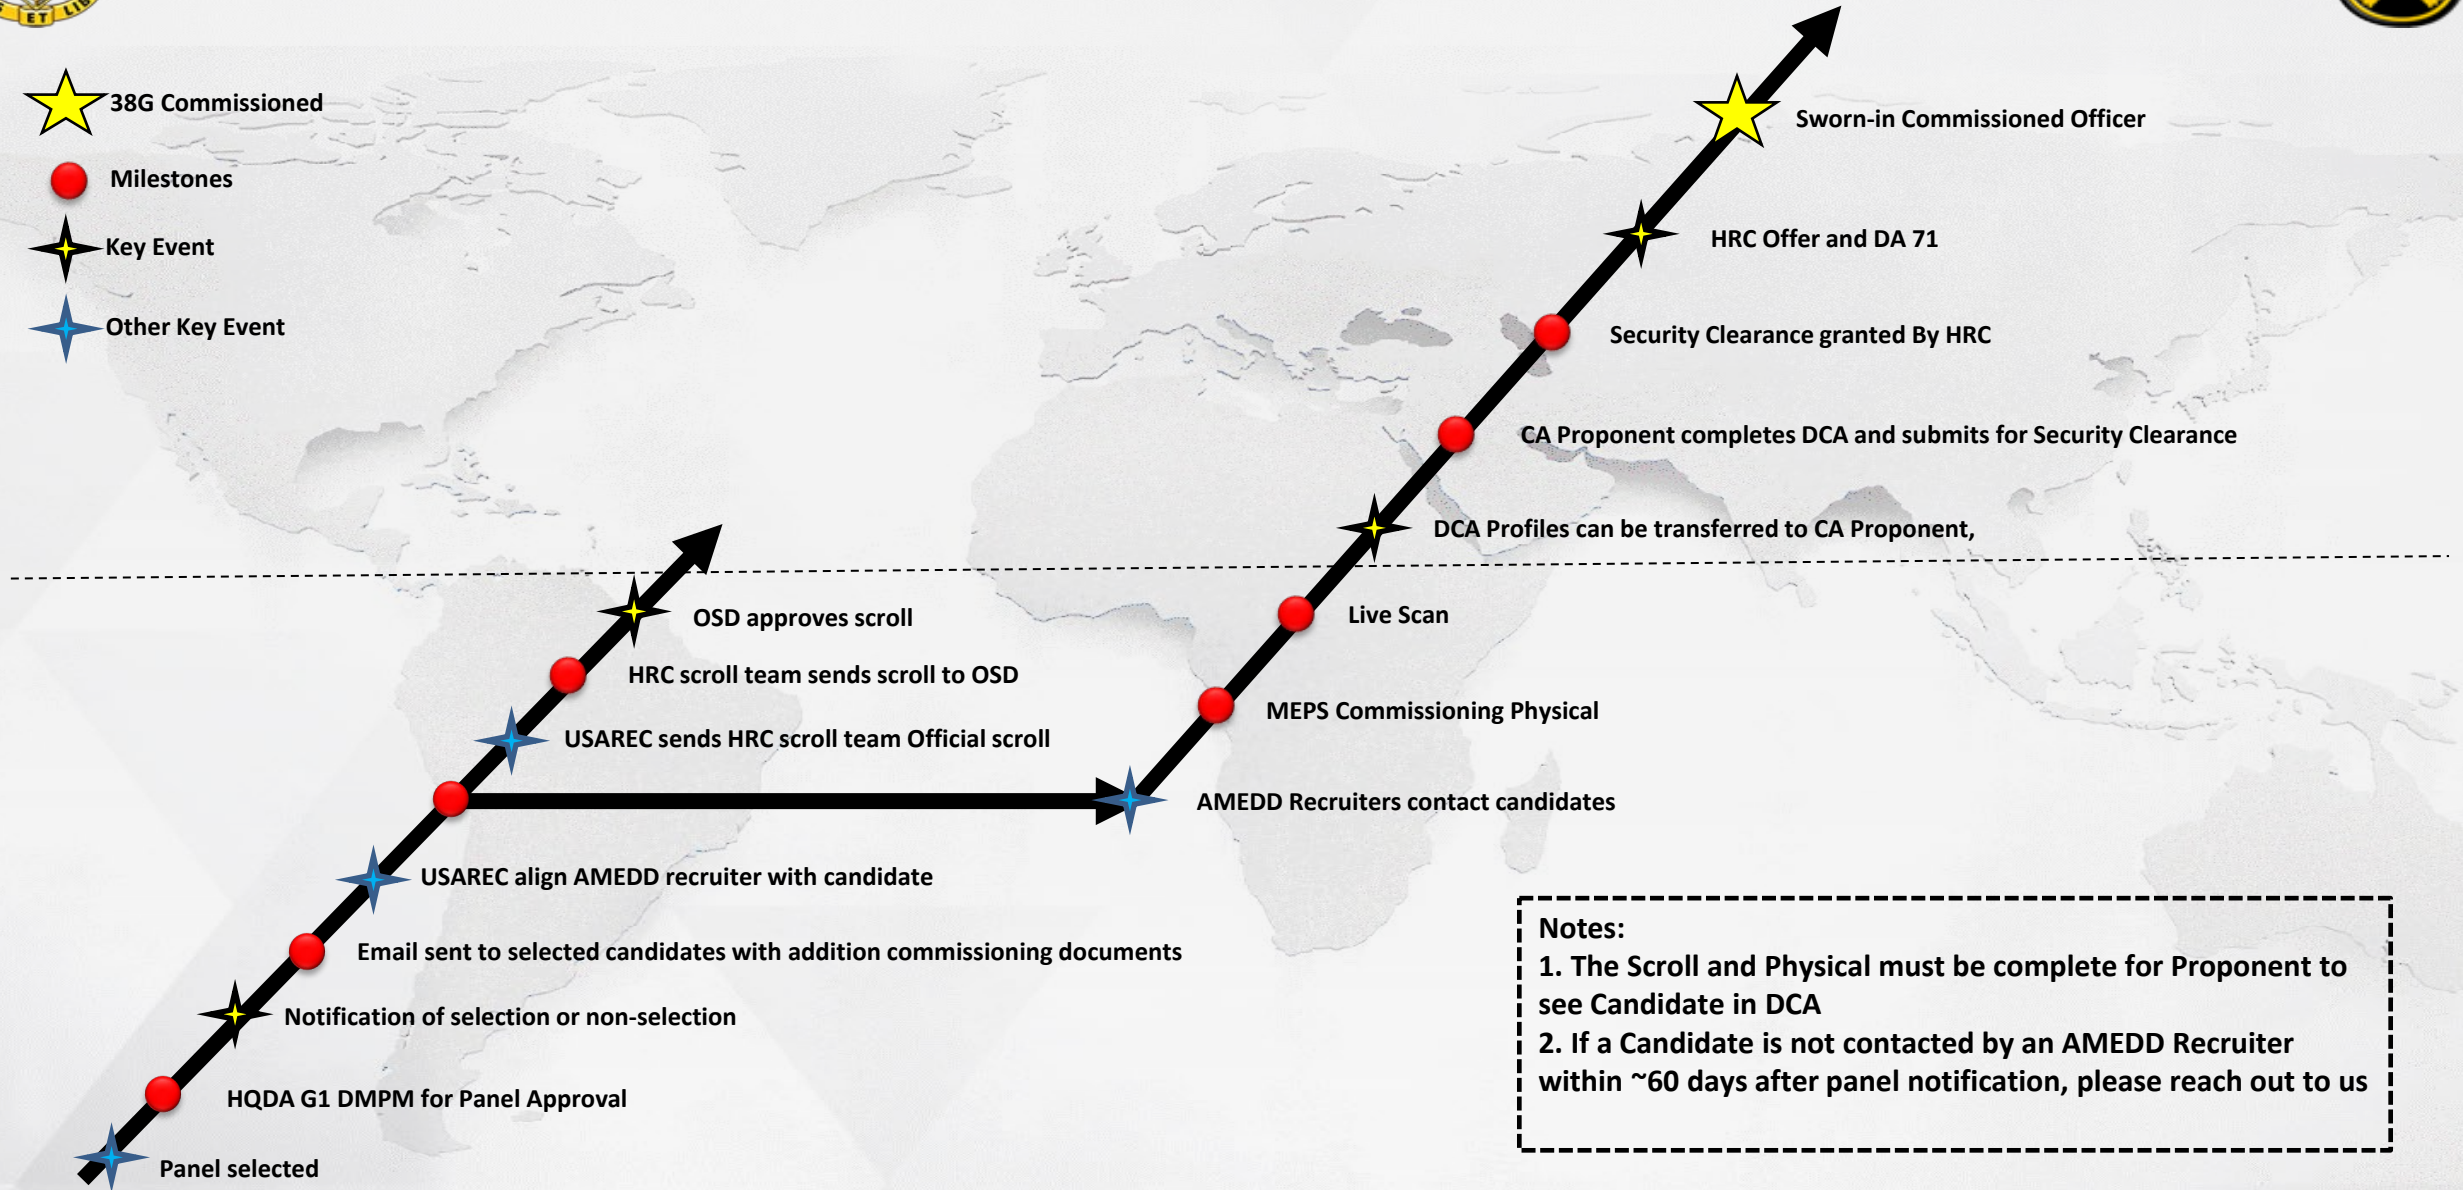 ET LIB
38G Commissioned
Milestones
Key Event
Other Key Event
Sworn-in Commissioned Officer
HRC Offer and DA 71
Security Clearance granted By HRC
CA Proponent completes DCA and submits for Security Clearance
DCA Profiles can be transferred to CA Proponent,
Live Scan
MEPS Commissioning Physical
AMEDD Recruiters contact candidates
OSD approves scroll
HRC scroll team sends scroll to OSD
USAREC sends HRC scroll team Official scroll
USAREC align AMEDD recruiter with candidate
Email sent to selected candidates with addition commissioning documents
Notification of selection or non-selection
HQDA G1 DMPM for Panel Approval
Panel selected
Notes:
1. The Scroll and Physical must be complete for Proponent to
see Candidate in DCA
2. If a Candidate is not contacted by an AMEDD Recruiter
within ~60 days after panel notification, please reach out to us